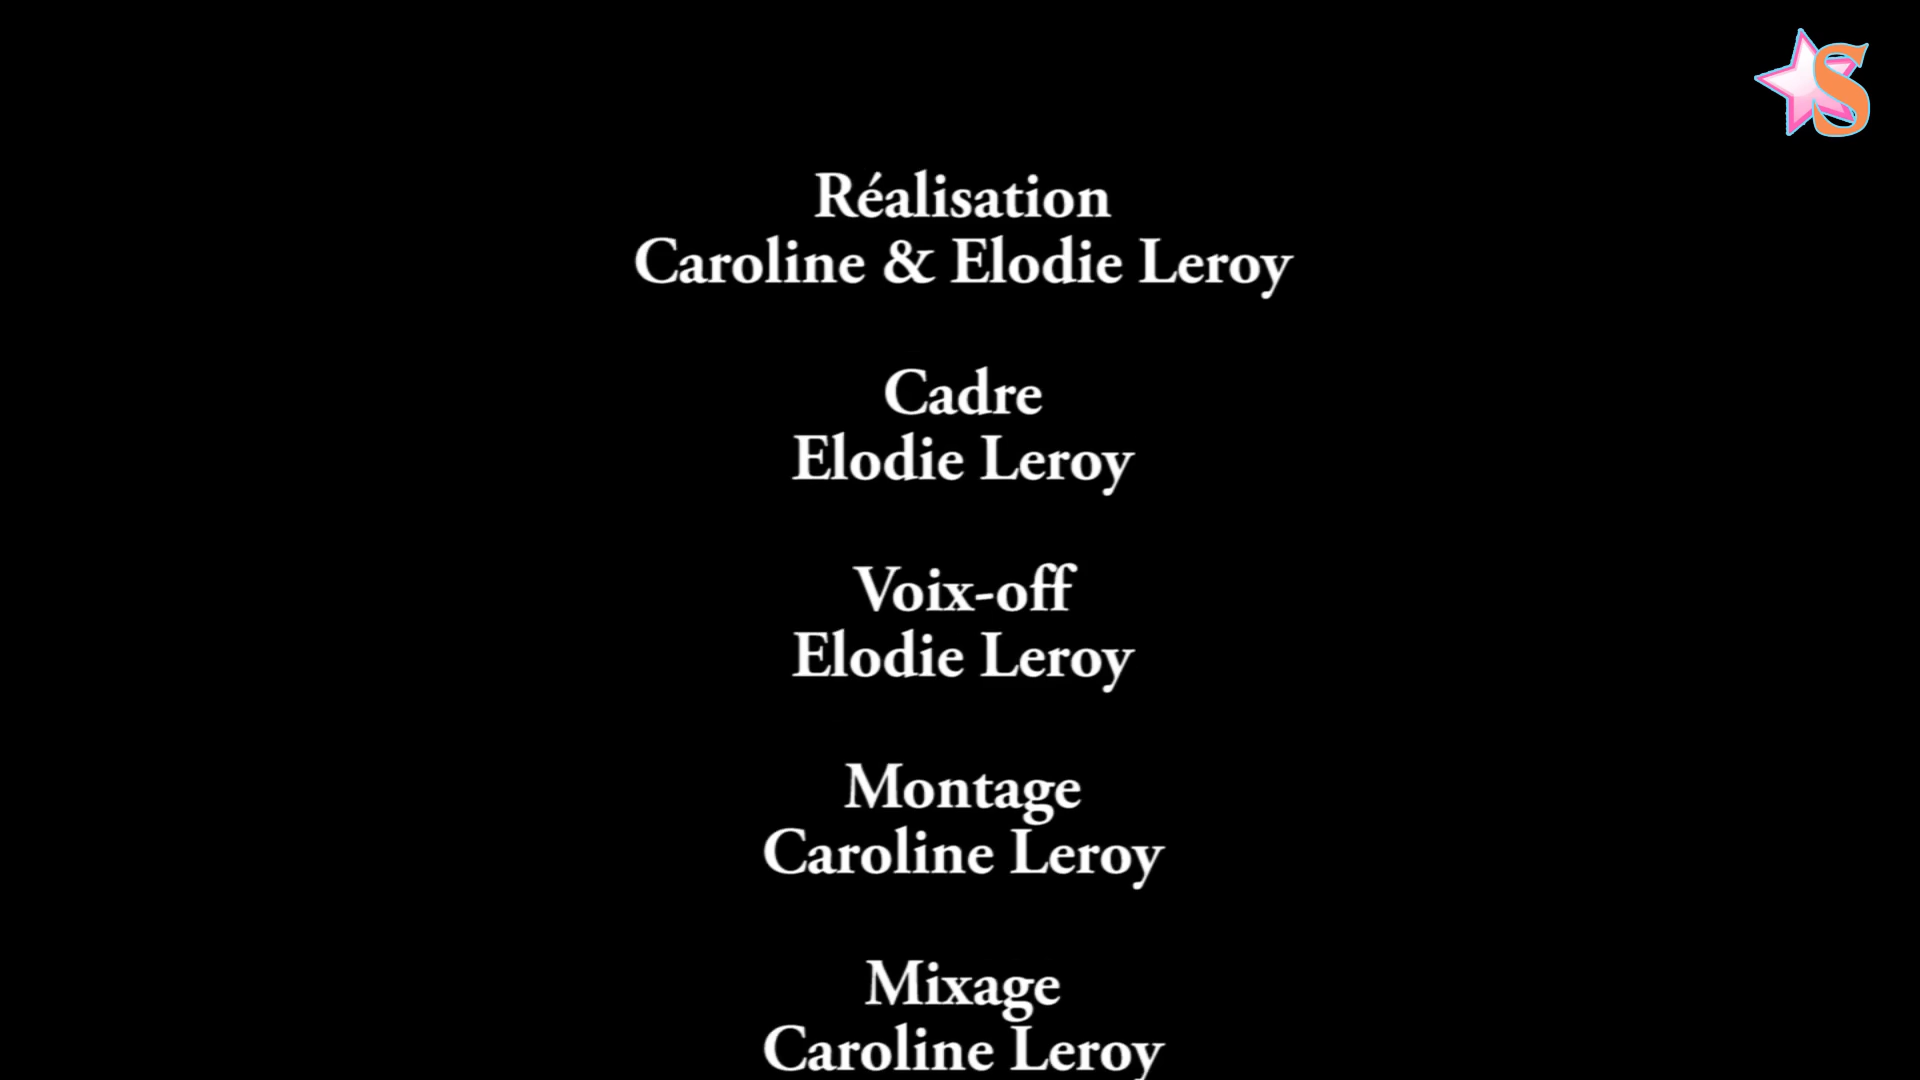 S
Réalisation
Caroline & Elodie Leroy
Cadre
Elodie Leroy
Voix-off
Elodie Leroy
Montage
Caroline Leroy
Mixage
Caroline Leroy